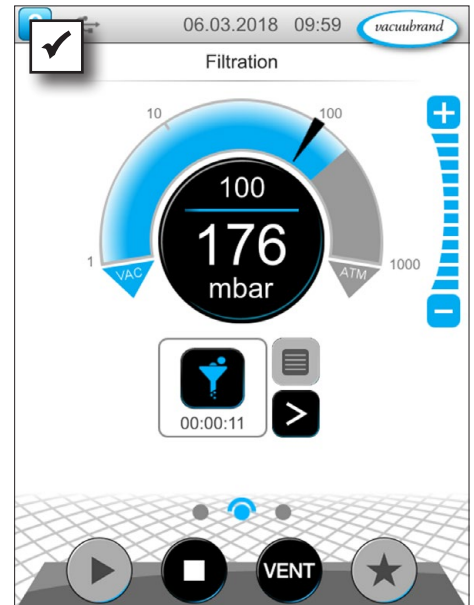 06.03.2018 09:59 vacuubrand
Filtration
10
100
1
1000
VAC
ATM
100
176
mbar
00:00:11
VENT